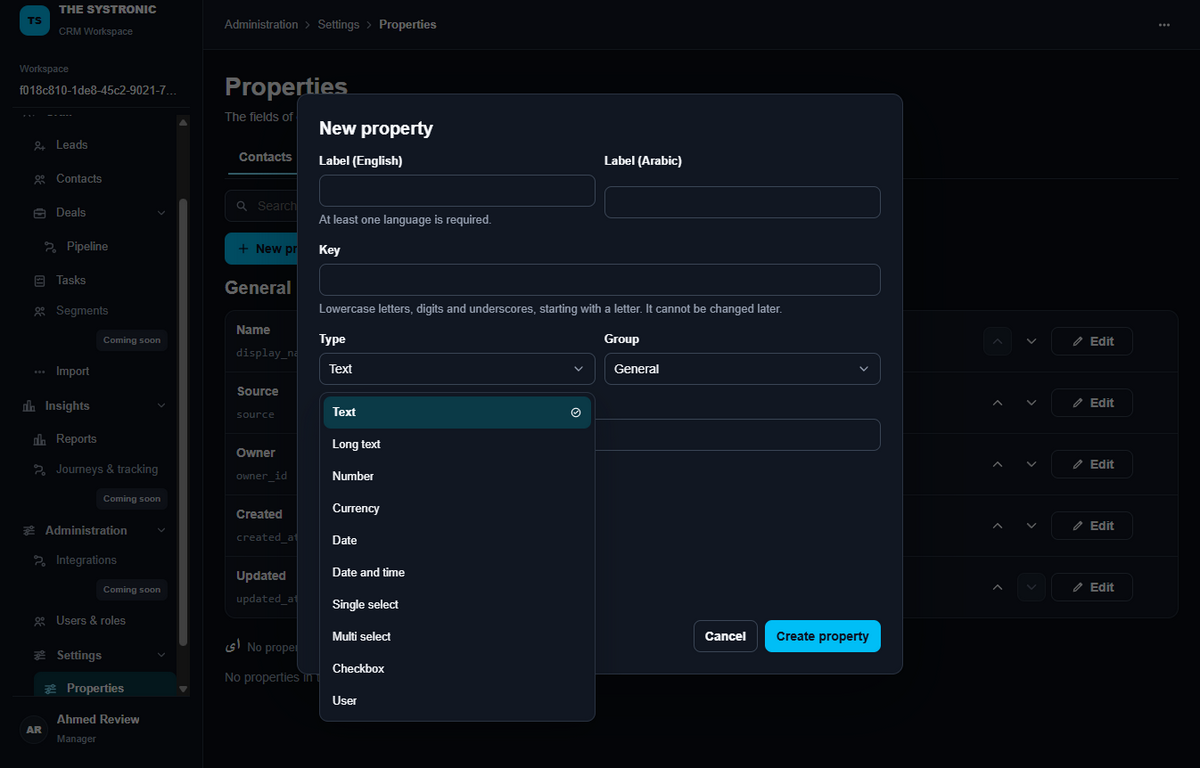 TS
THE SYSTRONIC
CRM Workspace
Workspace
f018c810-1de8-45c2-9021-7...
Leads
Contacts
Deals
Pipeline
Tasks
Segments
Coming soon
Import
Insights
Reports
Journeys & tracking
Coming soon
Administration
Integrations
Coming soon
Users & roles
Settings
Properties
AR
Ahmed Review
Manager
Administration > Settings > Properties
Properties
The fields of
Contacts
Search
New pr
General
Name
display_na
Edit
Source
source
Edit
Owner
owner_id
Edit
Created
created_at
Edit
Updated
updated_at
Edit
اى No proper
No properties in t
New property
Label (English)
Label (Arabic)
At least one language is required.
Key
Lowercase letters, digits and underscores, starting with a letter. It cannot be changed later.
Type
Group
Text
General
Text
Long text
Number
Currency
Date
Date and time
Single select
Multi select
Checkbox
User
Cancel
Create property